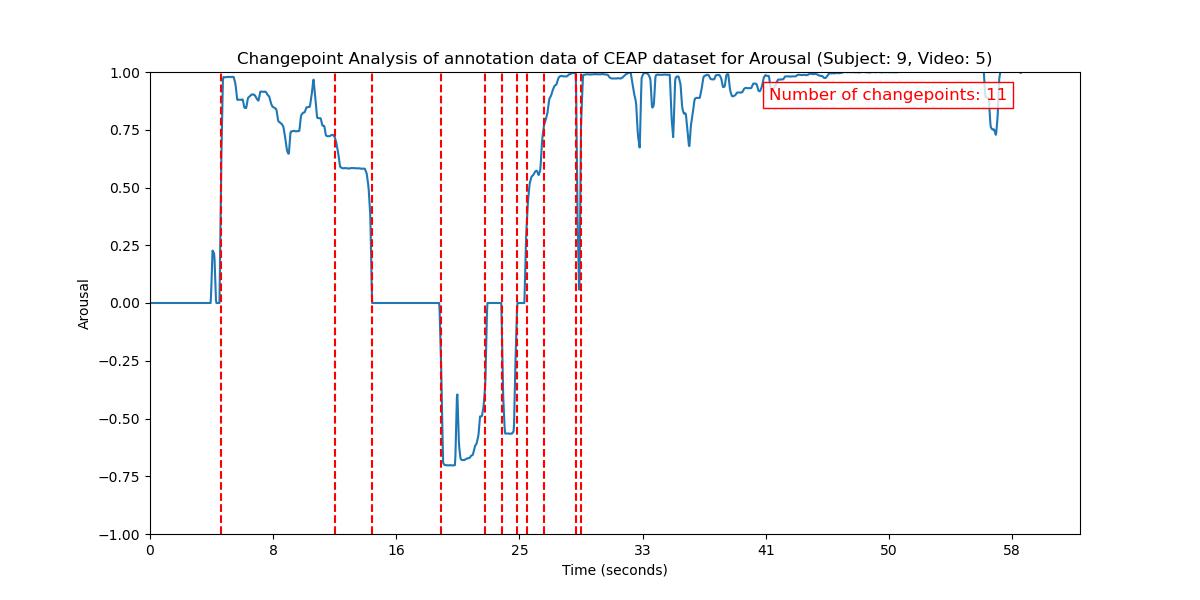 Changepoint Analysis of annotation data of CEAP dataset for Arousal (Subject: 9, Video: 5)
Number of changepoints: 11
Arousal
1.00
0.75
0.50
0.25
0.00
−0.25
−0.50
−0.75
−1.00
0 8 16 25 33 41 50 58
Time (seconds)